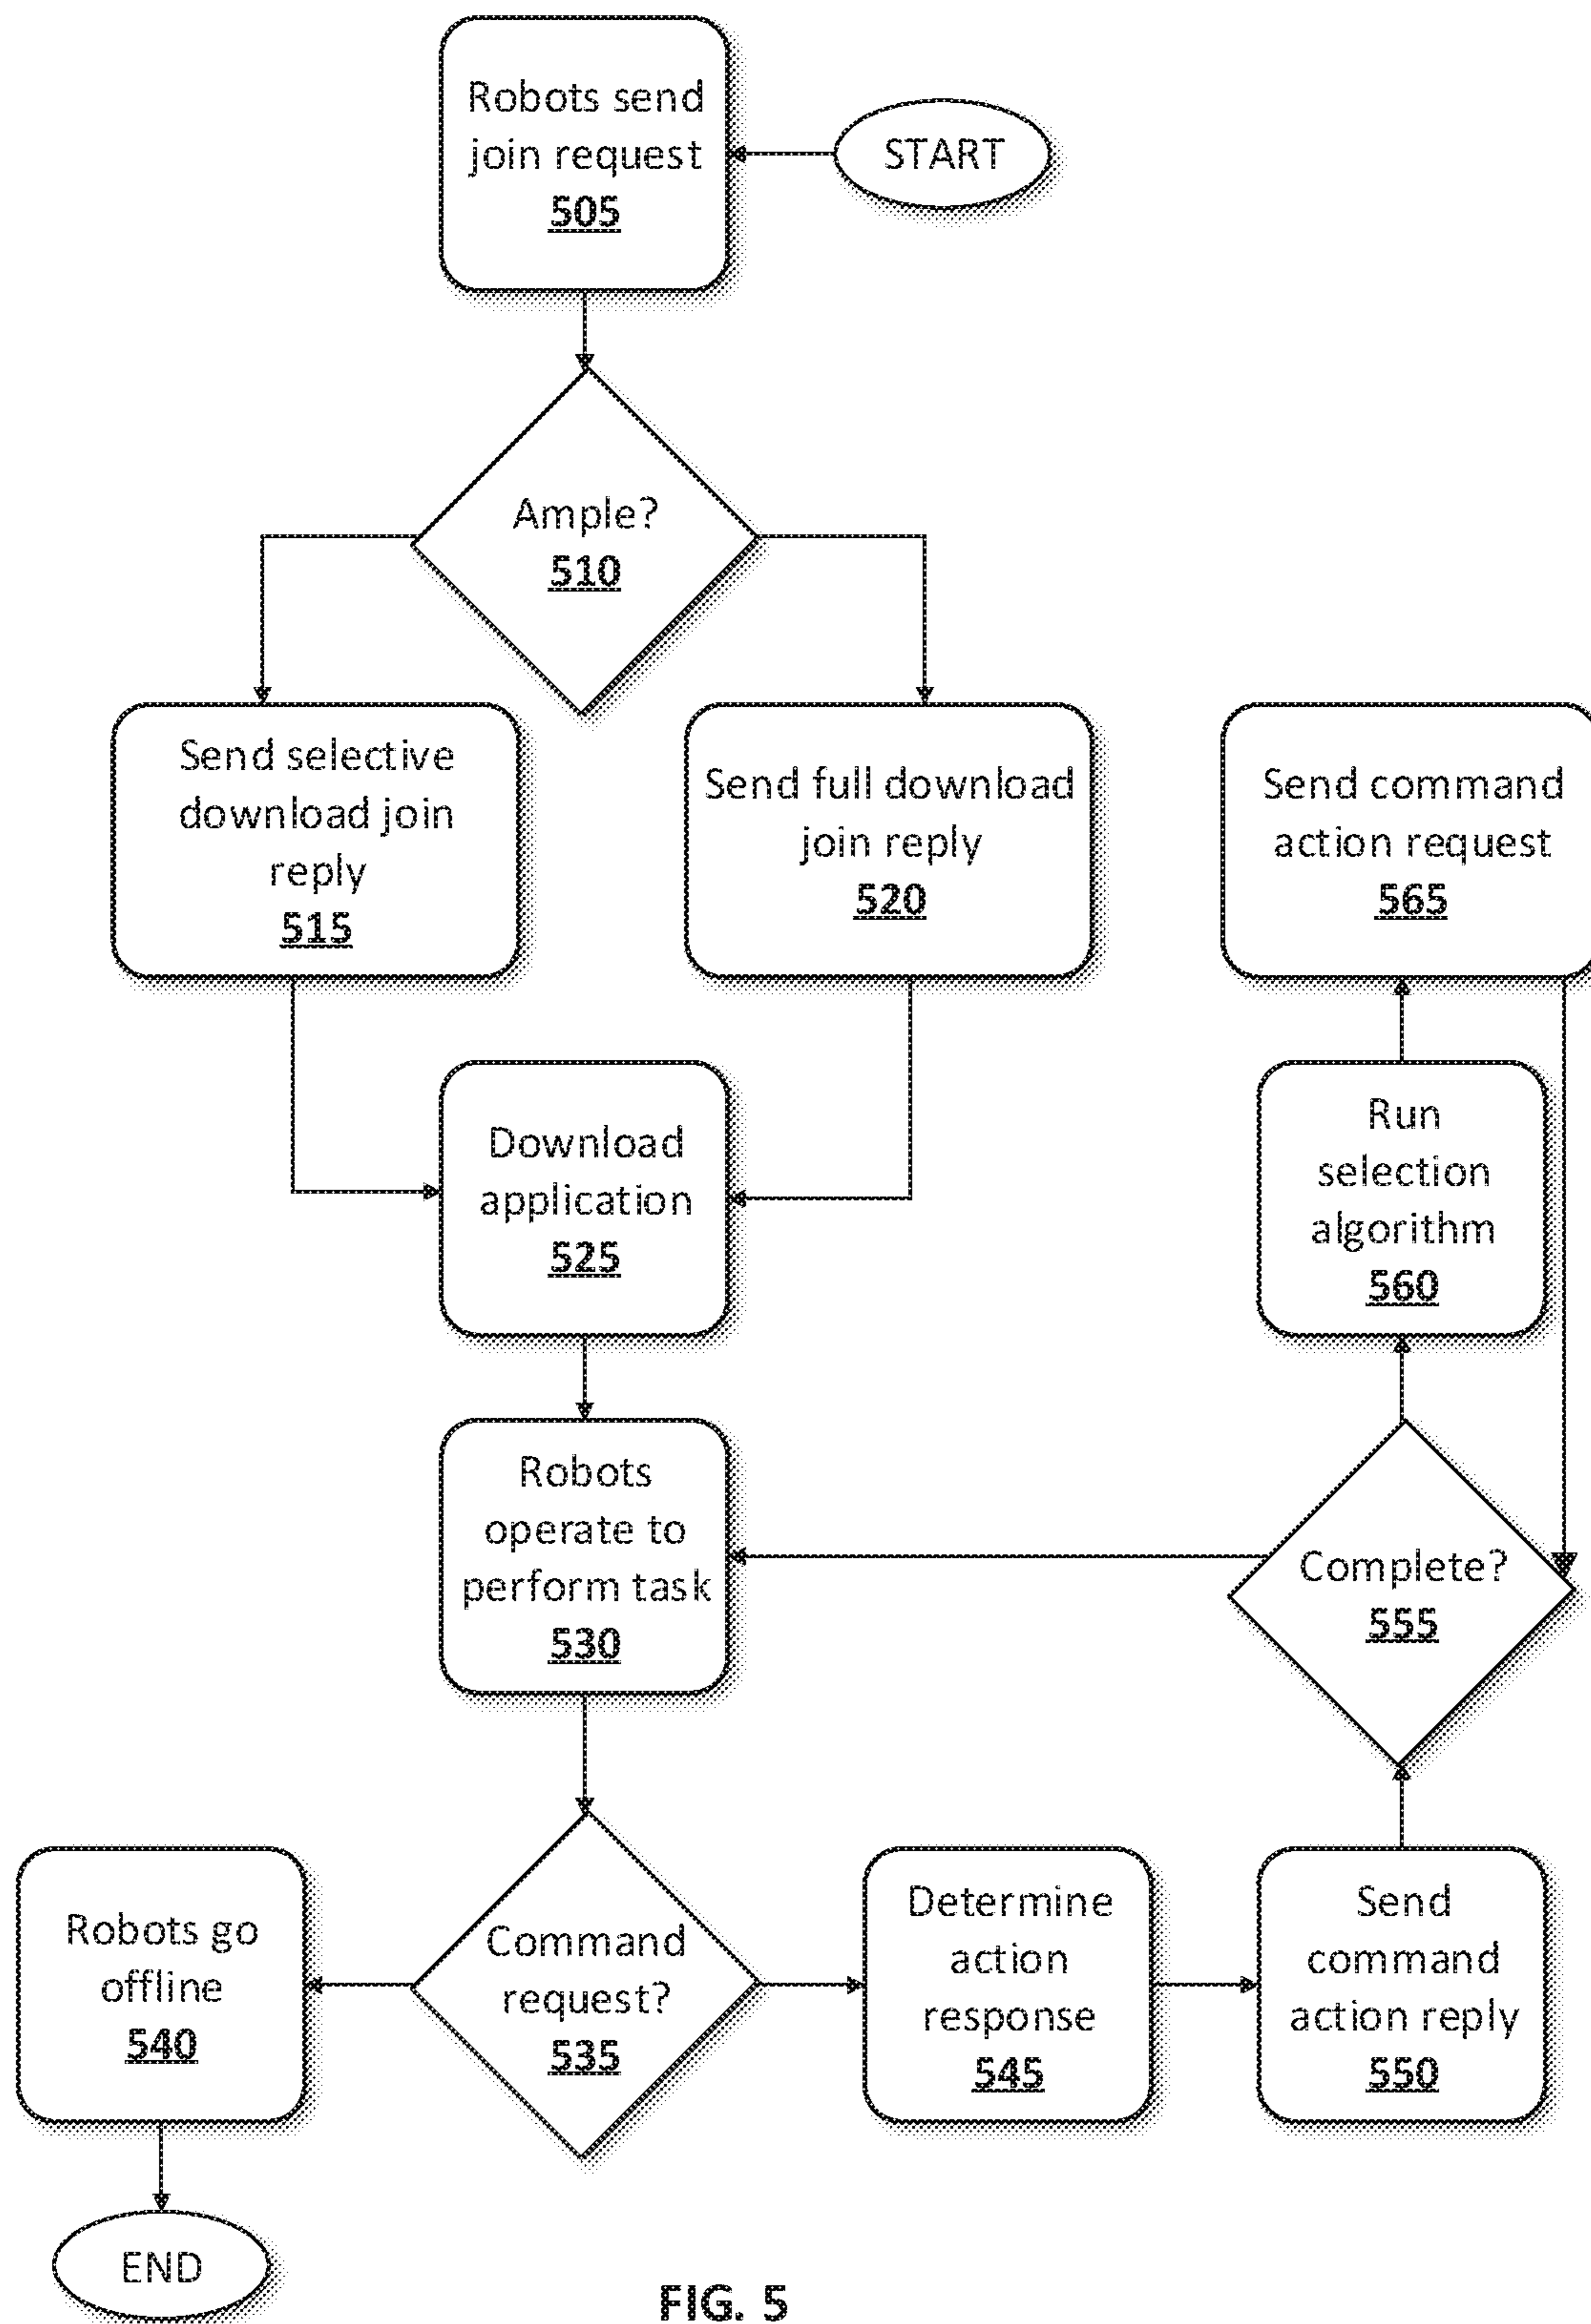 Robots send
join request
505
START
Ample?
510
Send selective
download join
reply
515
Send full download
join reply
520
Send command
action request
565
Download
application
525
Run
selection
algorithm
560
Robots
operate to
perform task
530
Complete?
555
Robots go
offline
540
Command
request?
535
Determine
action
response
545
Send
command
action reply
550
END
FIG. 5